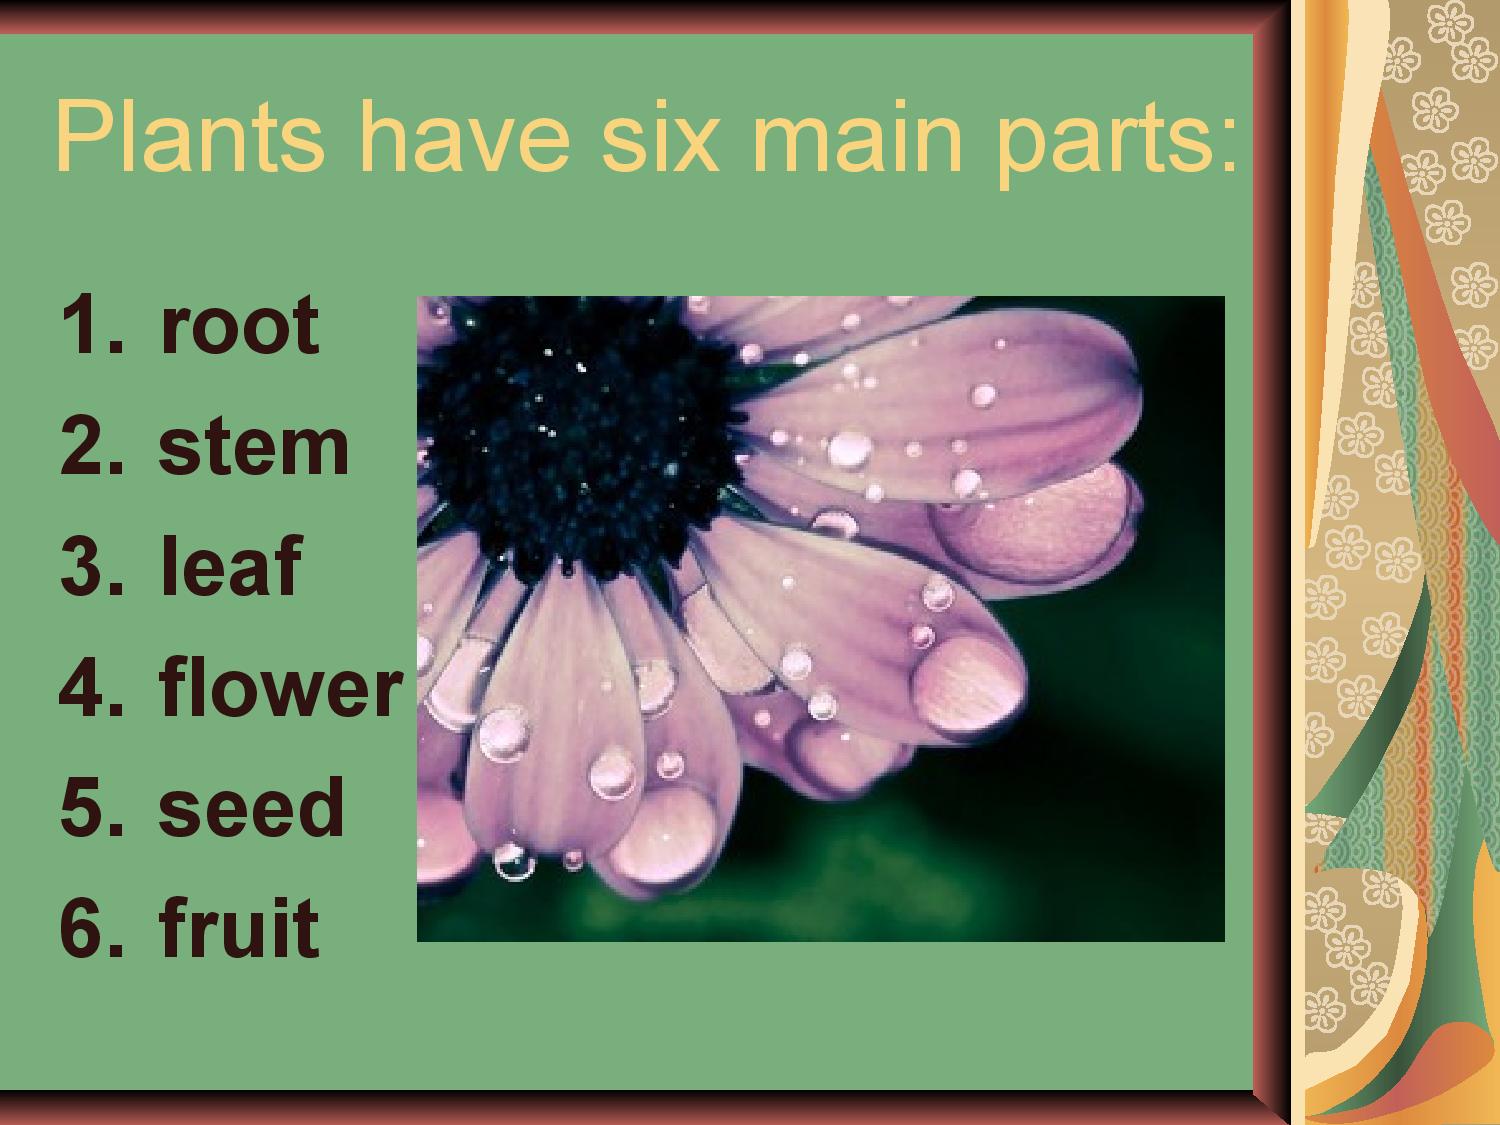 Plants have six main parts:
1. root
2. stem
3. leaf
4. flower
5. seed
6. fruit